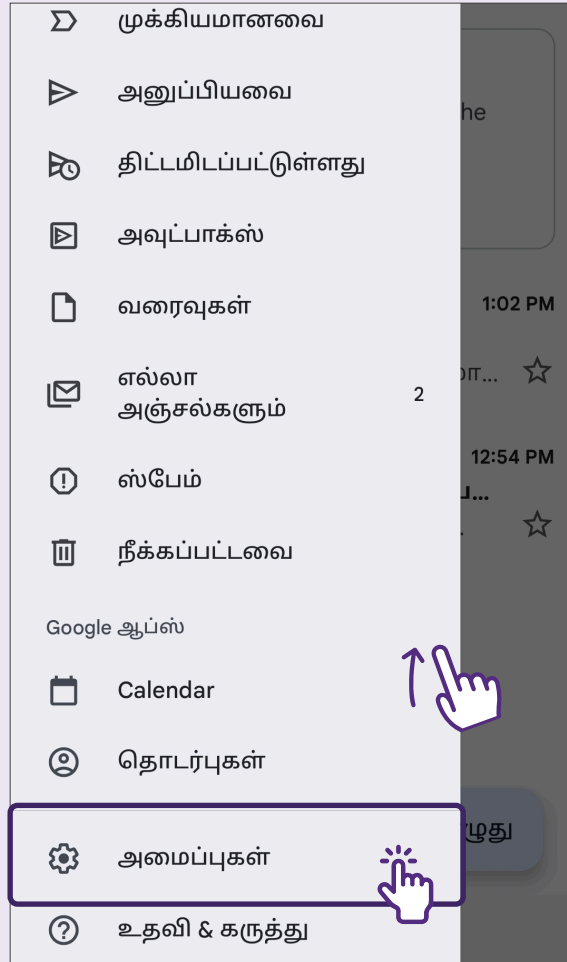 முக்கியமானவை
அனுப்பியவை
he
திட்டமிடப்பட்டுள்ளது
அவுட்பாக்ஸ்
வரைவுகள்
1:02 PM
எல்லா
அஞ்சல்களும்
2
12:54 PM
ஸ்பேம்
நீக்கப்பட்டவை
Google ஆப்ஸ்
Calendar
தொடர்புகள்
அமைப்புகள்
உதவி & கருத்து